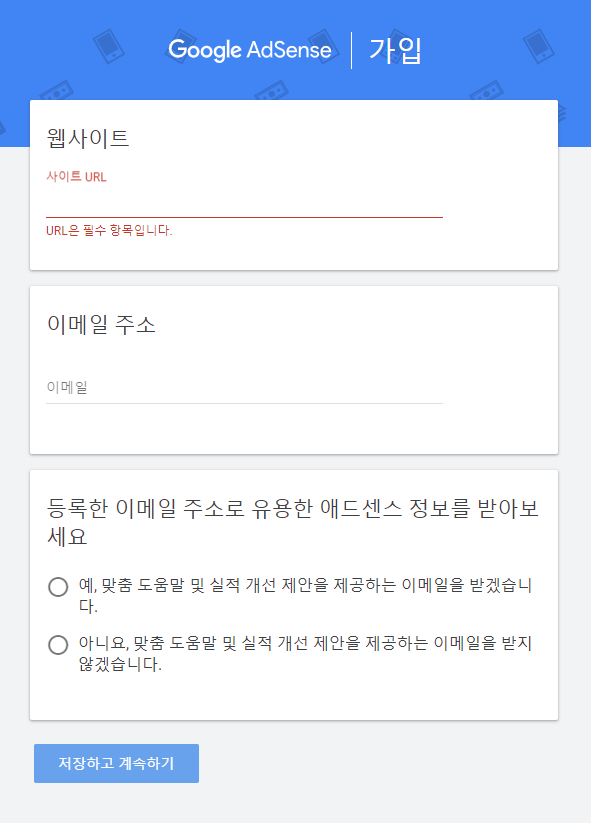 Google AdSense 가입
웹사이트
사이트 URL
URL은 필수 항목입니다.
이메일 주소
이메일
등록한 이메일 주소로 유용한 애드센스 정보를 받아보
세요
예, 맞춤 도움말 및 실적 개선 제안을 제공하는 이메일을 받겠습니
다.
아니요, 맞춤 도움말 및 실적 개선 제안을 제공하는 이메일을 받지
않겠습니다.
저장하고 계속하기